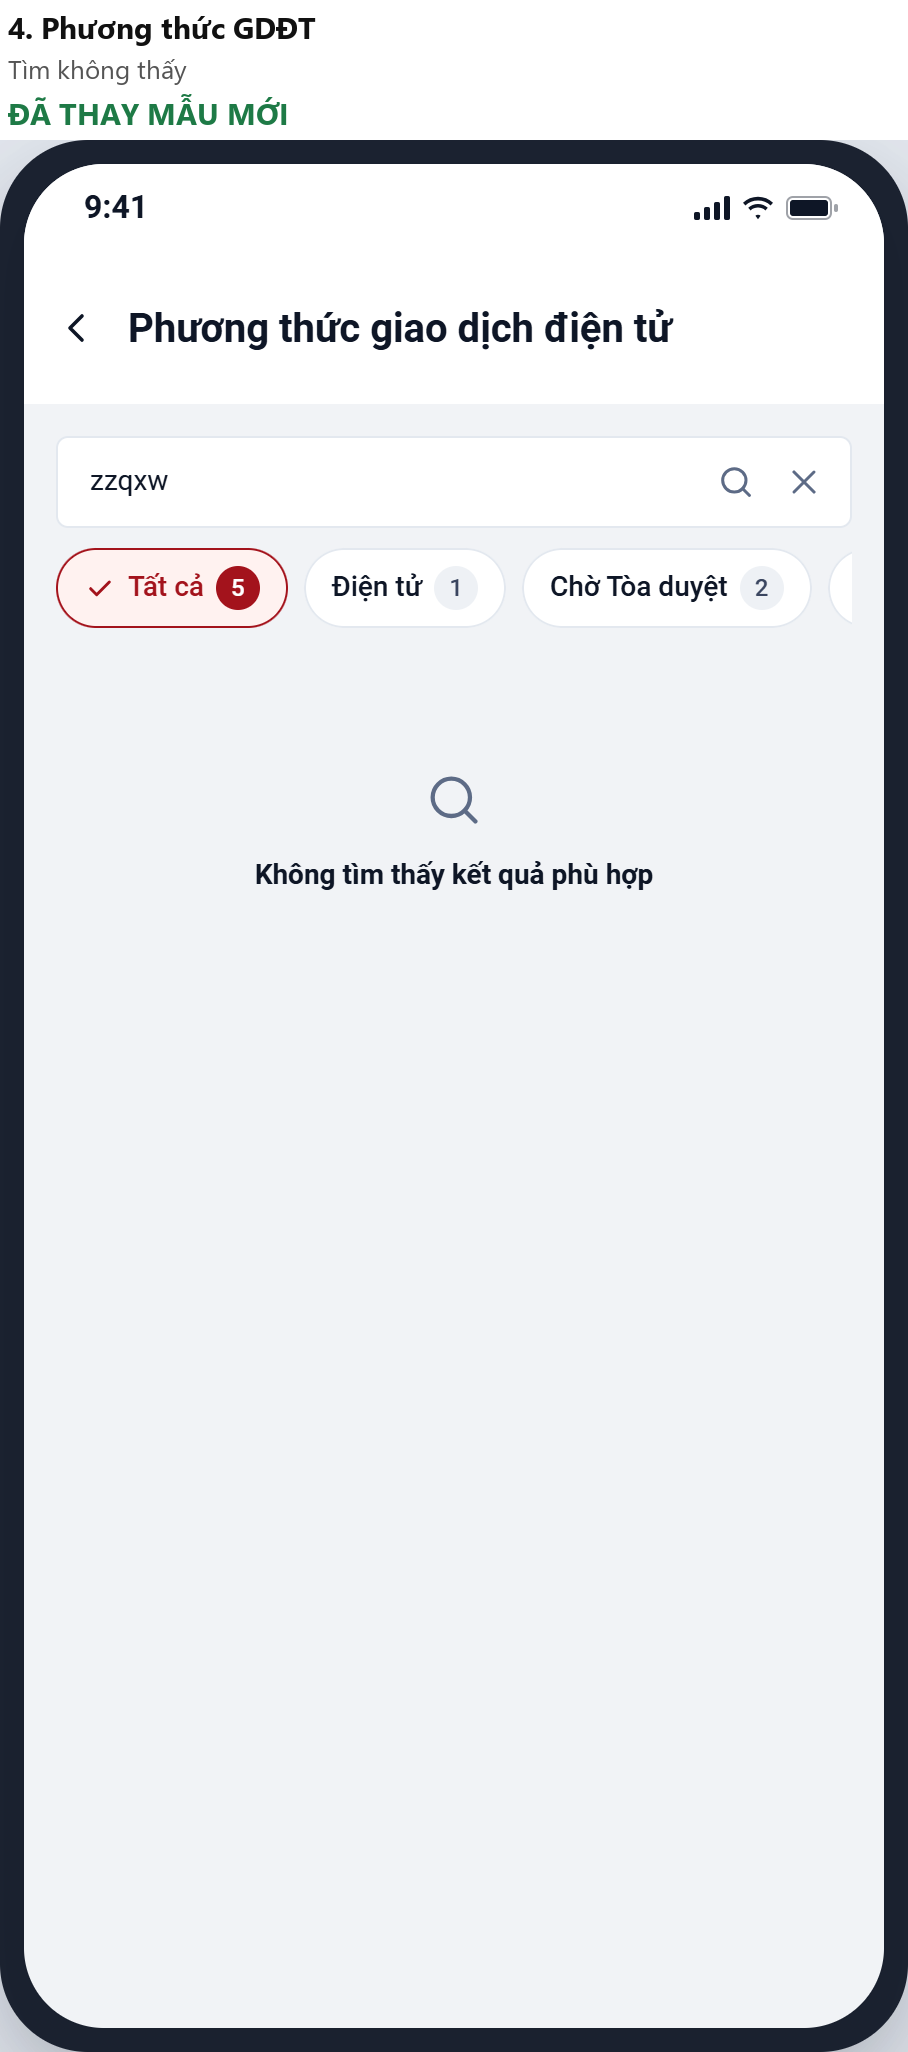 4. Phương thức GDĐT
Tìm không thấy
ĐÃ THAY MẪU MỚI
9:41
Phương thức giao dịch điện tử
zzqxw
Tất cả 5 Điện tử 1 Chờ Tòa duyệt 2
Không tìm thấy kết quả phù hợp